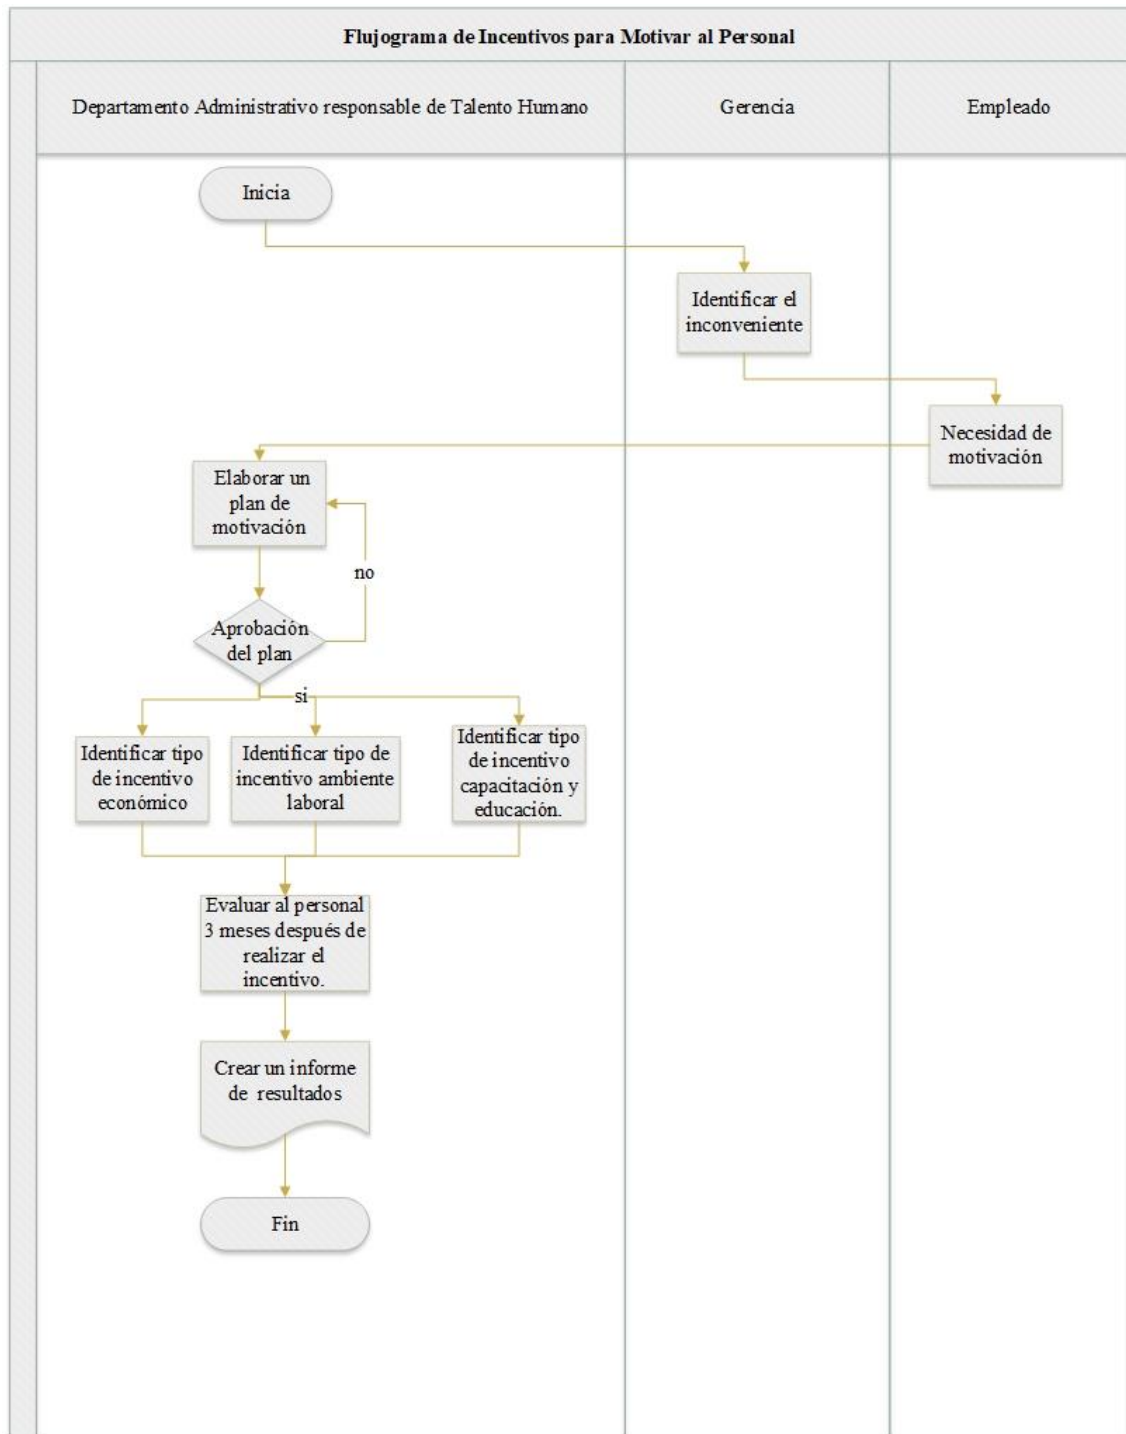 Flujograma de Incentivos para Motivar al Personal
Departamento Administrativo responsable de Talento Humano
Gerencia
Empleado
Inicia
Identificar el
inconveniente
Necesidad de
motivación
Elaborar un
plan de
motivación
no
Aprobación
del plan
si
Identificar tipo
de incentivo
económico
Identificar tipo de
incentivo ambiente
laboral
Identificar tipo
de incentivo
capacitación y
educación.
Evaluar al personal
3 meses después de
realizar el
incentivo.
Crear un informe
de resultados
Fin